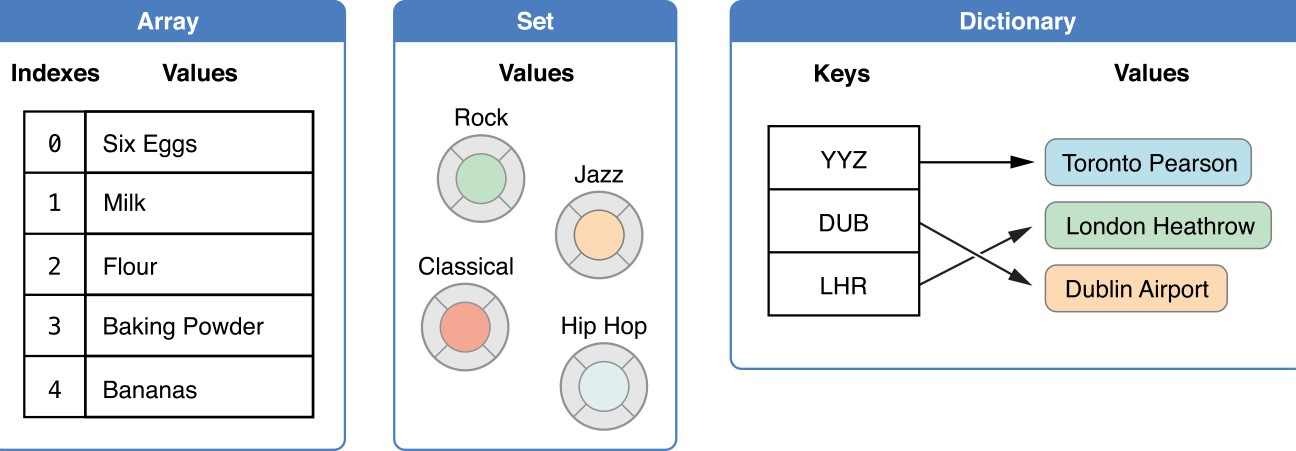 Array
Indexes Values
0 Six Eggs
1 Milk
2 Flour
3 Baking Powder
4 Bananas
Set
Values
Rock
Jazz
Classical
Hip Hop
Dictionary
Keys Values
YYZ Toronto Pearson
DUB London Heathrow
LHR Dublin Airport